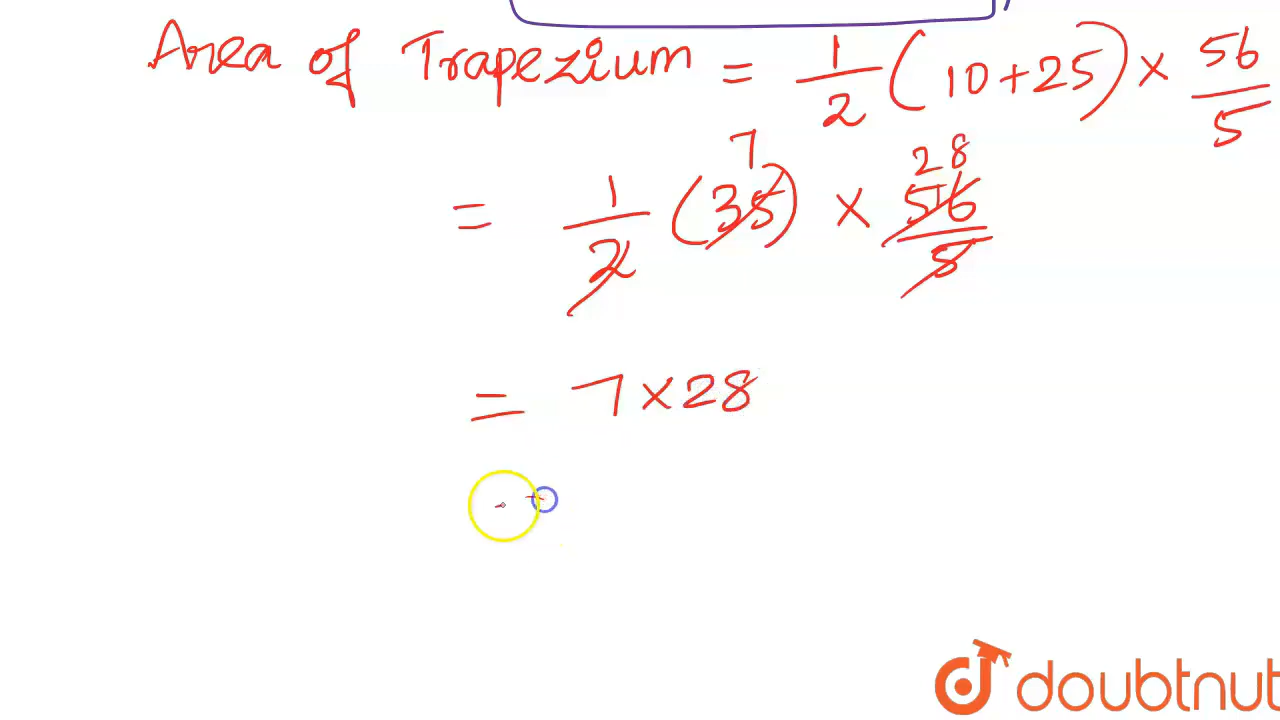 Area of Trapezium = 1/2 (10+25) × 56/5
7 28
= 1/2 (35) × 56/5
= 7×28
doubtnut